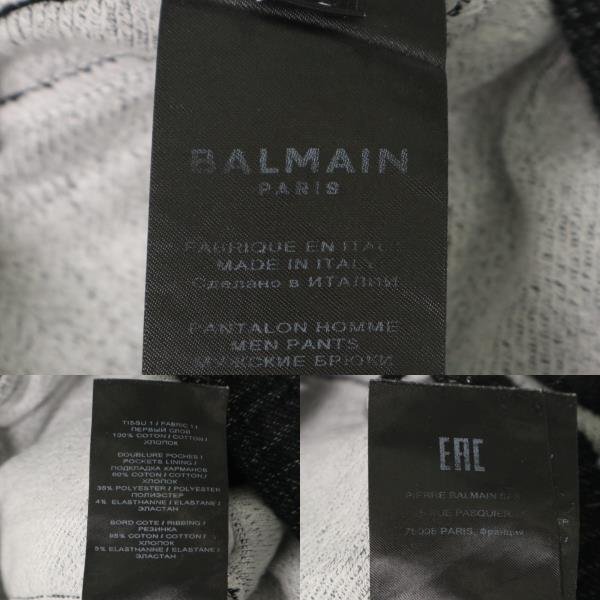 BALMAIN
PARIS
FABRIQUE EN ITALIE
MADE IN ITALY
Сделано в ИТАЛИИ
PANTALON HOMME
MEN PANTS
МУЖСКИЕ БРЮКИ
TISSU 1 / FABRIC 1 /
ПЕРВЫЙ СЛОЙ
100% COTON / COTTON /
ХЛОПОК
DOUBLURE POCHES /
POCKETS LINING /
ПОДКЛАДКА КАРМАНОВ
60% COTON / COTTON /
ХЛОПОК
36% POLYESTER / POLYESTER
ПОЛИЭСТЕР
4% ELASTHANNE / ELASTANE /
ЭЛАСТАН
BORD COTE / RIBBING /
РЕЗИНКА
95% COTON / COTTON /
ХЛОПОК
5% ELASTHANNE / ELASTANE /
ЭЛАСТАН
EAC
PIERRE BALMAIN
RUE PASQUIER
75008 PARIS, Франция